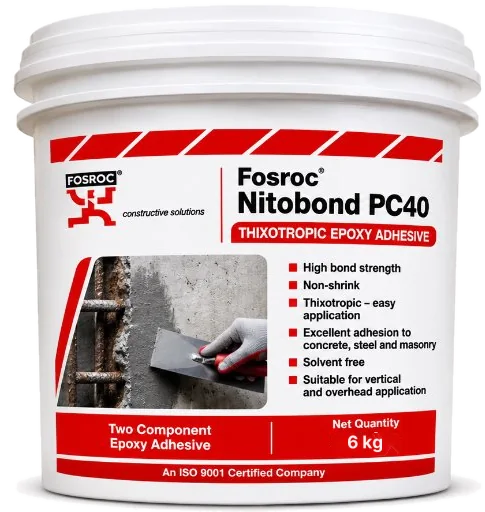 FOSROC®
constructive solutions
Fosroc®
Nitobond PC40
THIXOTROPIC EPOXY ADHESIVE
High bond strength
Non-shrink
Thixotropic – easy
application
Excellent adhesion to
concrete, steel and masonry
Solvent free
Suitable for vertical
and overhead application
Two Component
Epoxy Adhesive
Net Quantity
6 kg
An ISO 9001 Certified Company